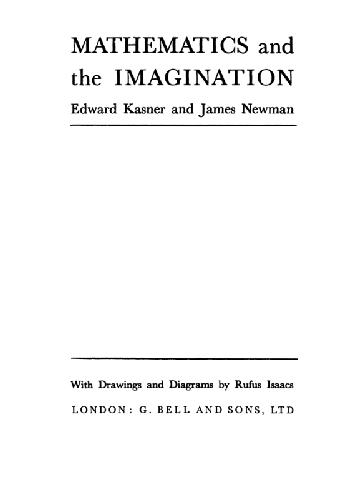 MATHEMATICS and
the IMAGINATION
Edward Kasner and James Newman
With Drawings and Diagrams by Rufus Isaacs
LONDON: G. BELL AND SONS, LTD